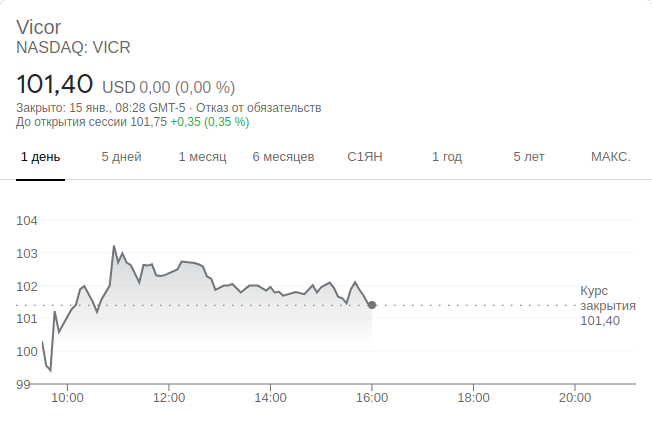 Vicor
NASDAQ: VICR
101,40 USD 0,00 (0,00 %)
Закрыто: 15 янв., 08:28 GMT-5 · Отказ от обязательств
До открытия сессии 101,75 +0,35 (0,35 %)
1 день 5 дней 1 месяц 6 месяцев С1ЯН 1 год 5 лет МАКС.
104
103
102
101
100
99
Курс
закрытия
101,40
10:00 12:00 14:00 16:00 18:00 20:00